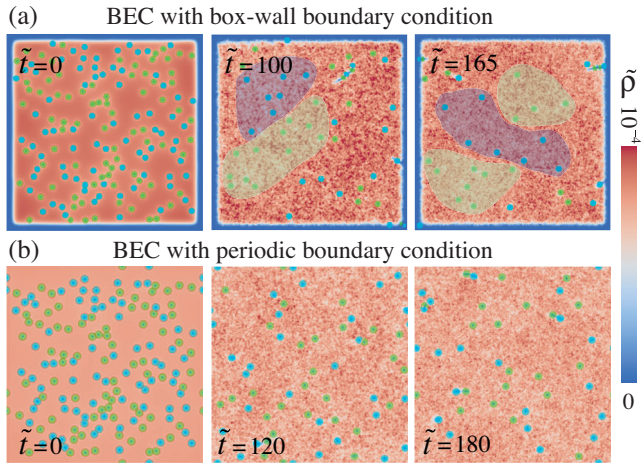 (a) BEC with box-wall boundary condition
t̃=0
t̃=100
t̃=165
ρ̃
10⁻⁴
0
(b) BEC with periodic boundary condition
t̃=0
t̃=120
t̃=180